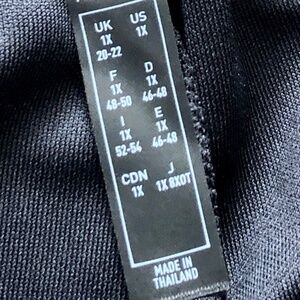 UK US
1X 1X
20-22
F D
1X 1X
48-50 46-48
I E
1X 1X
52-54 46-48
CDN J
1X 1X 8XOT
MADE IN
THAILAND